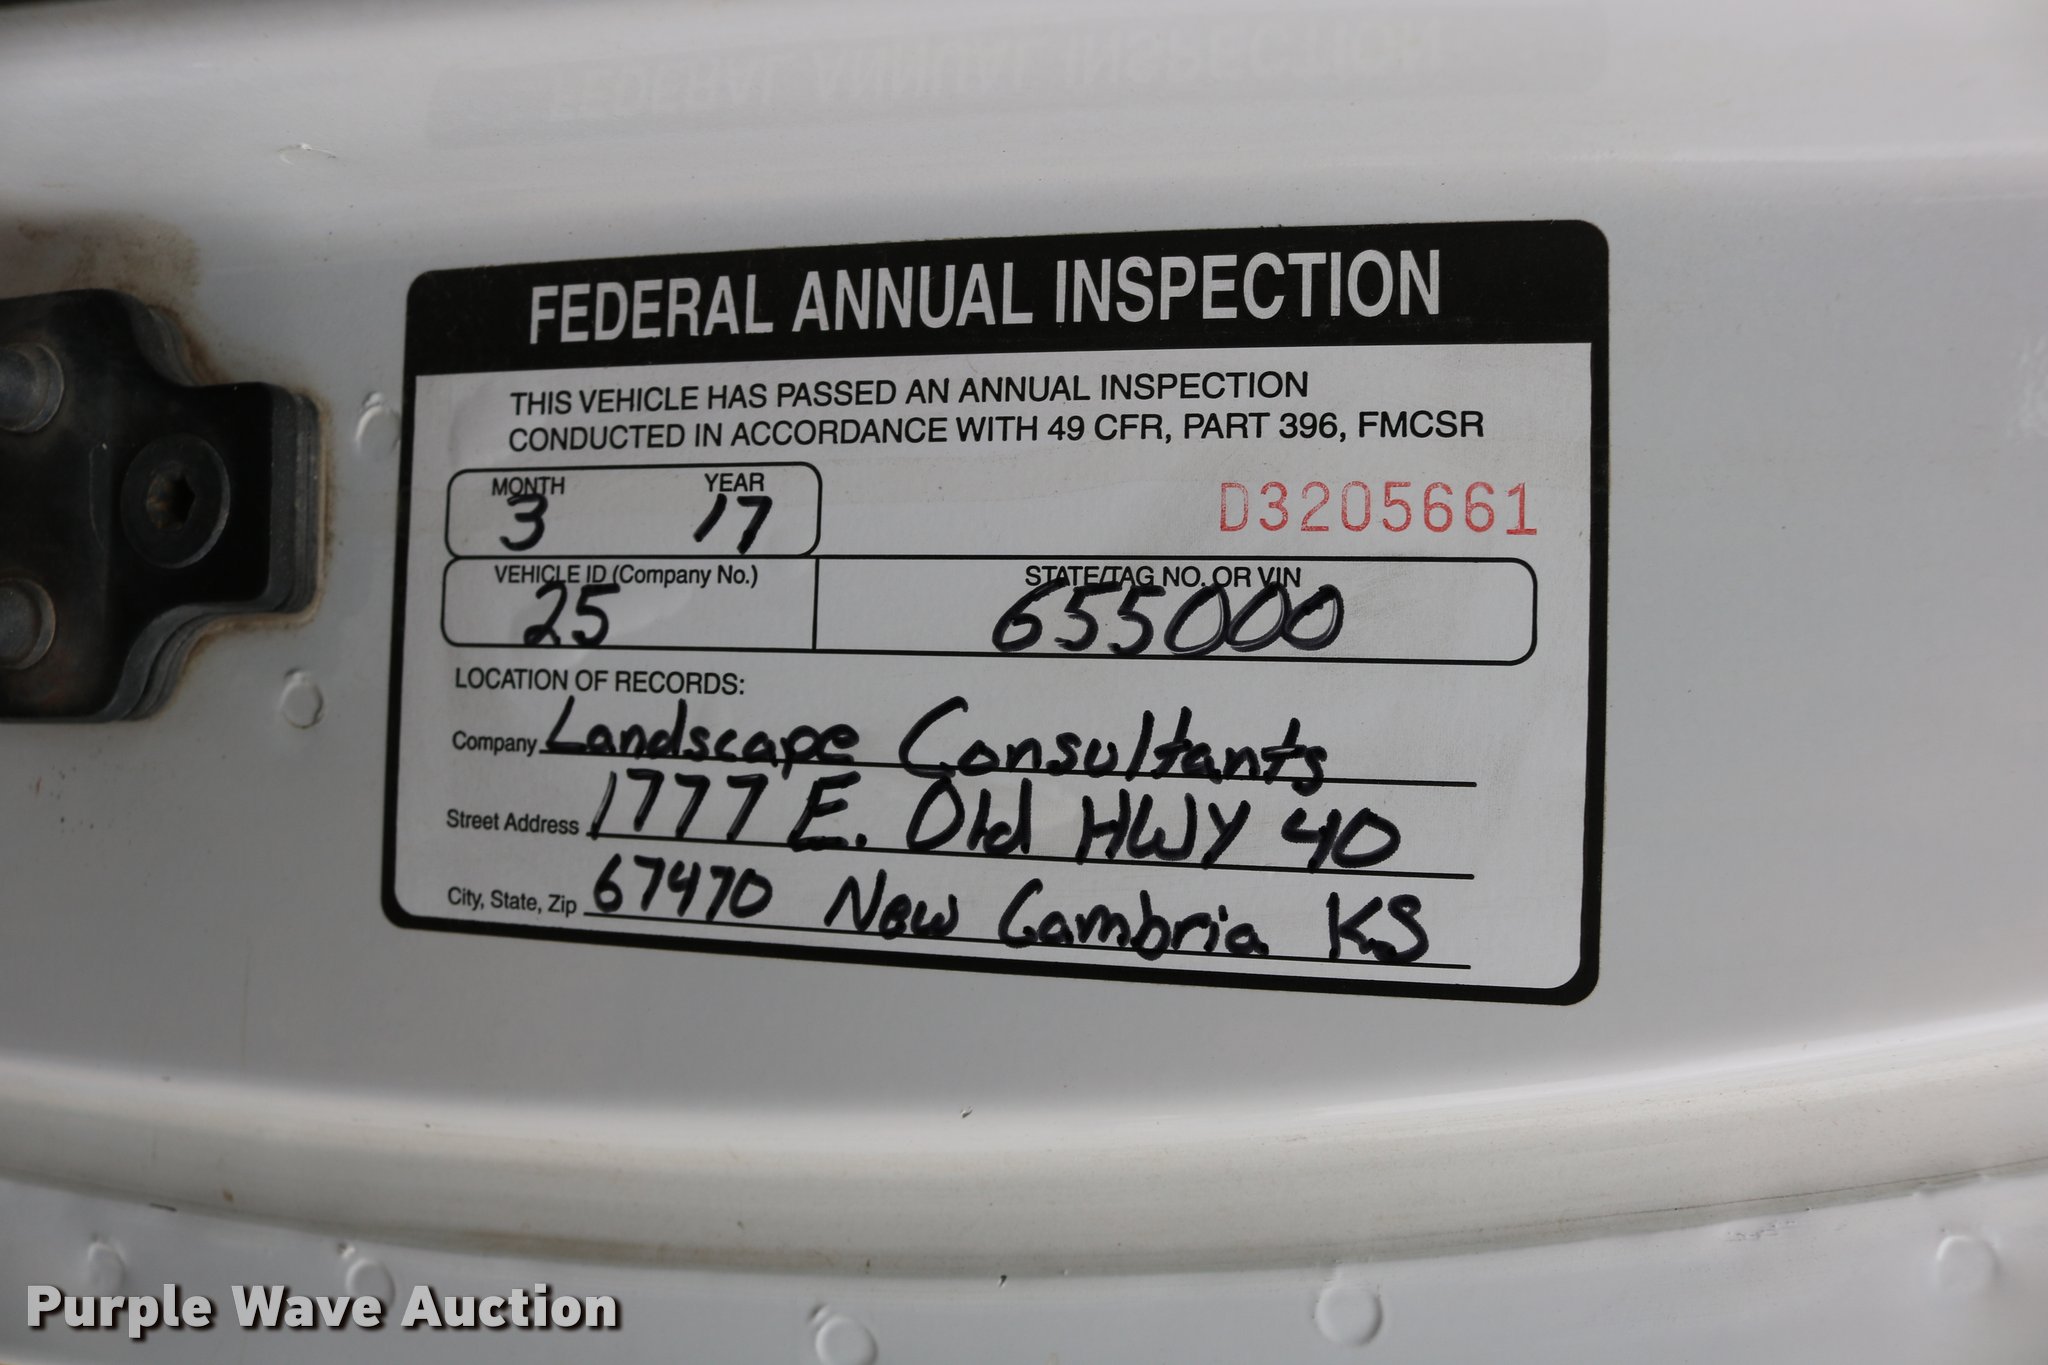 FEDERAL ANNUAL INSPECTION
THIS VEHICLE HAS PASSED AN ANNUAL INSPECTION
CONDUCTED IN ACCORDANCE WITH 49 CFR, PART 396, FMCSR
MONTH YEAR
3 17
D3205661
VEHICLE ID (Company No.) STATE/TAG NO. OR VIN
25 655000
LOCATION OF RECORDS:
Company Landscape Consultants
Street Address 1777 E. Old HWY 40
City, State, Zip 67470 New Cambria KS
Purple Wave Auction